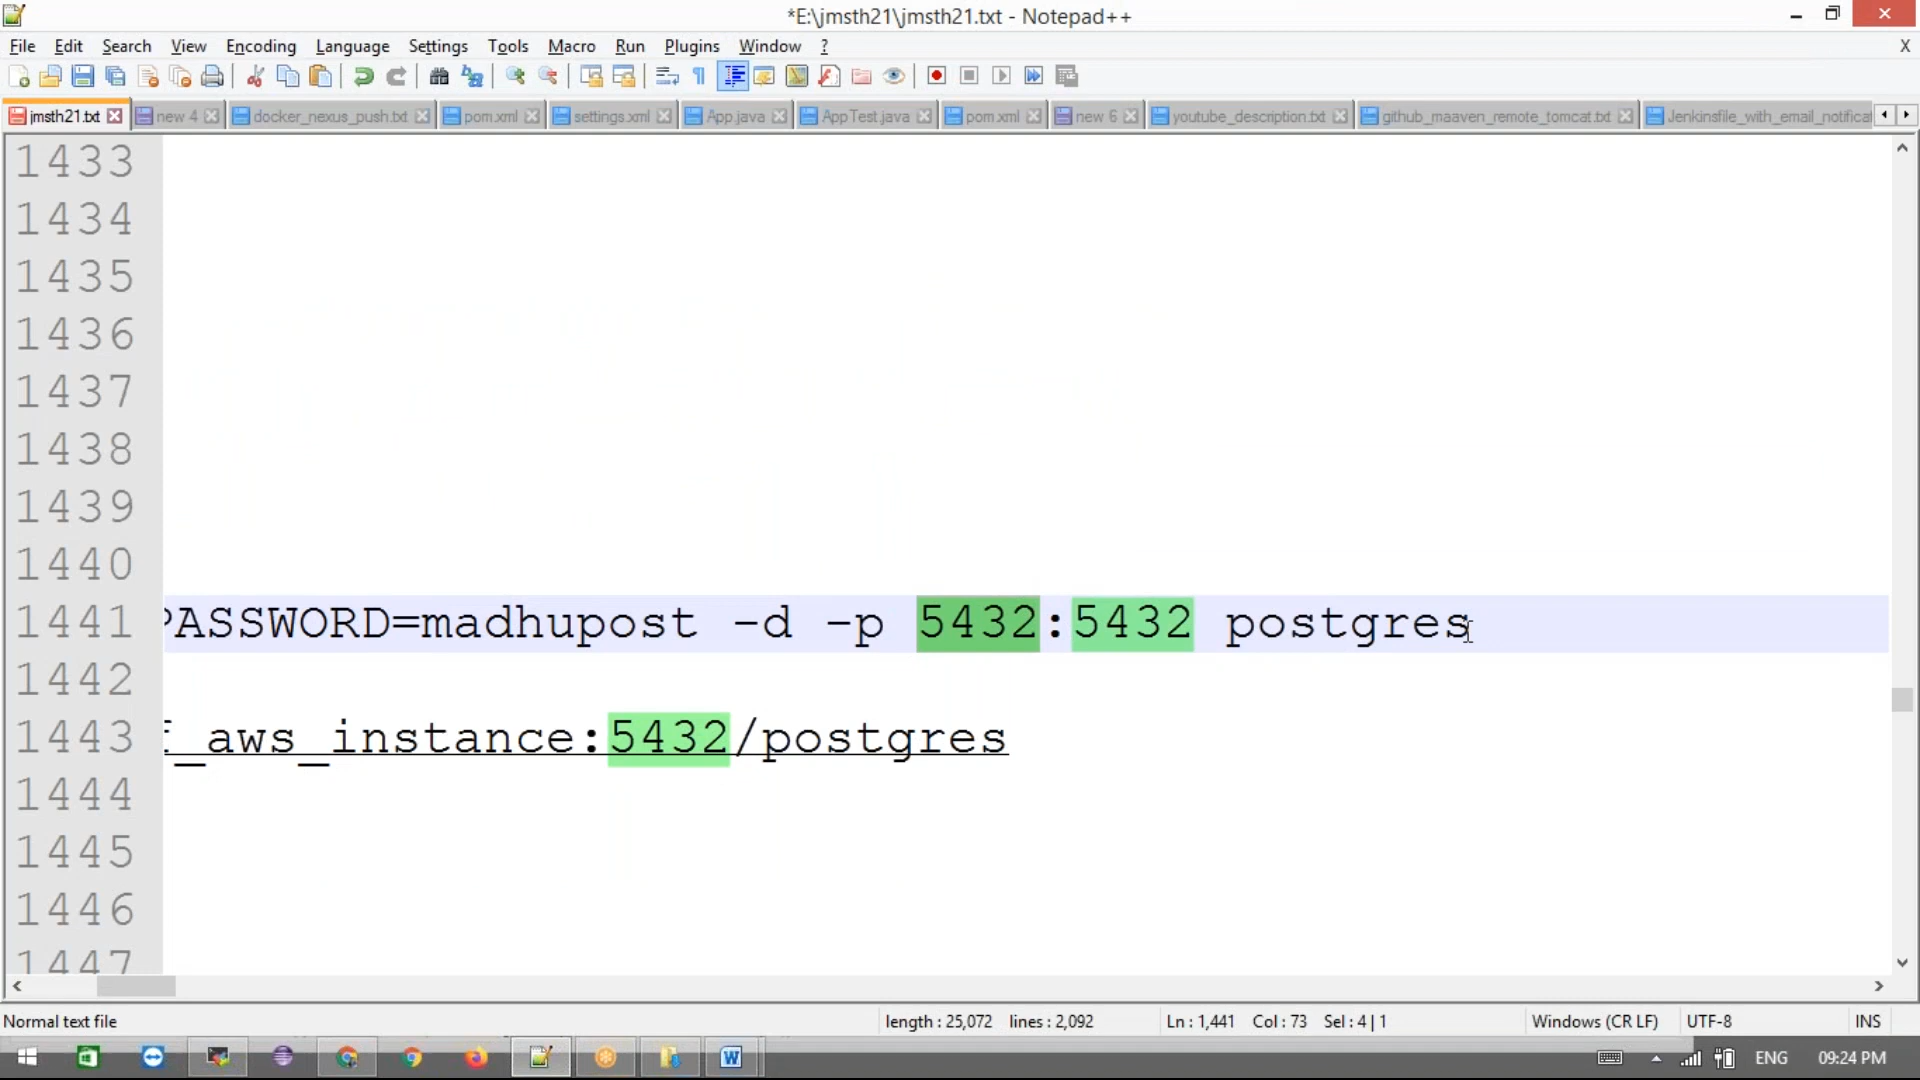 *E:\jmsth21\jmsth21.txt - Notepad++
File Edit Search View Encoding Language Settings Tools Macro Run Plugins Window ? X
jmsth21.txt new 4 docker_nexus_push.txt pom.xml settings.xml App.java AppTest.java pom.xml new 6 youtube_description.txt github_maaven_remote_tomcat.txt Jenkinsfile_with_email_notificat
1433
1434
1435
1436
1437
1438
1439
1440
1441 PASSWORD=madhupost -d -p 5432:5432 postgres
1442
1443 f_aws_instance:5432/postgres
1444
1445
1446
1447
Normal text file length : 25,072 lines : 2,092 Ln : 1,441 Col : 73 Sel : 4 | 1 Windows (CR LF) UTF-8 INS
ENG 09:24 PM